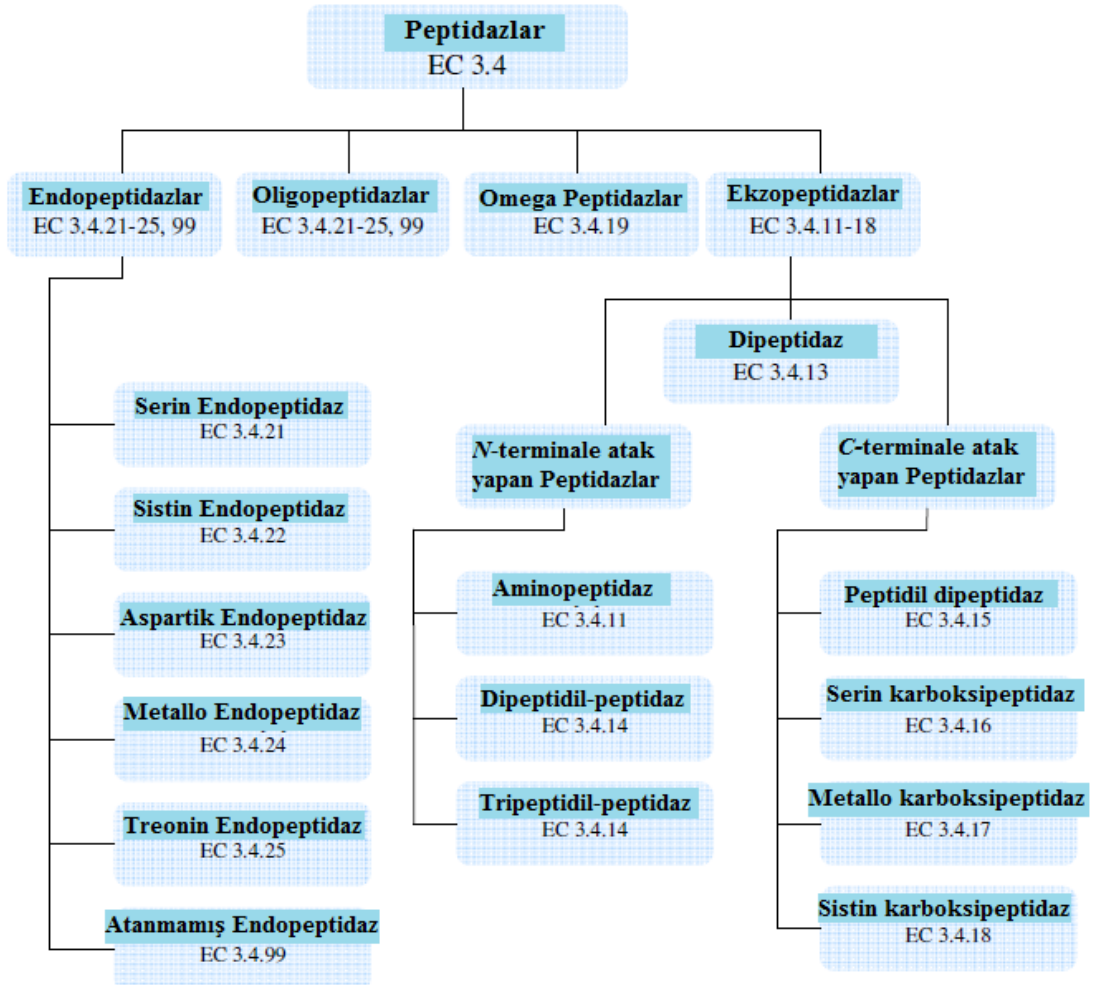 Peptidazlar
EC 3.4
Endopeptidazlar
EC 3.4.21-25, 99
Oligopeptidazlar
EC 3.4.21-25, 99
Omega Peptidazlar
EC 3.4.19
Ekzopeptidazlar
EC 3.4.11-18
Dipeptidaz
EC 3.4.13
Serin Endopeptidaz
EC 3.4.21
Sistin Endopeptidaz
EC 3.4.22
Aspartik Endopeptidaz
EC 3.4.23
Metallo Endopeptidaz
EC 3.4.24
Treonin Endopeptidaz
EC 3.4.25
Atanmamış Endopeptidaz
EC 3.4.99
N-terminale atak
yapan Peptidazlar
Aminopeptidaz
EC 3.4.11
Dipeptidil-peptidaz
EC 3.4.14
Tripeptidil-peptidaz
EC 3.4.14
C-terminale atak
yapan Peptidazlar
Peptidil dipeptidaz
EC 3.4.15
Serin karboksipeptidaz
EC 3.4.16
Metallo karboksipeptidaz
EC 3.4.17
Sistin karboksipeptidaz
EC 3.4.18